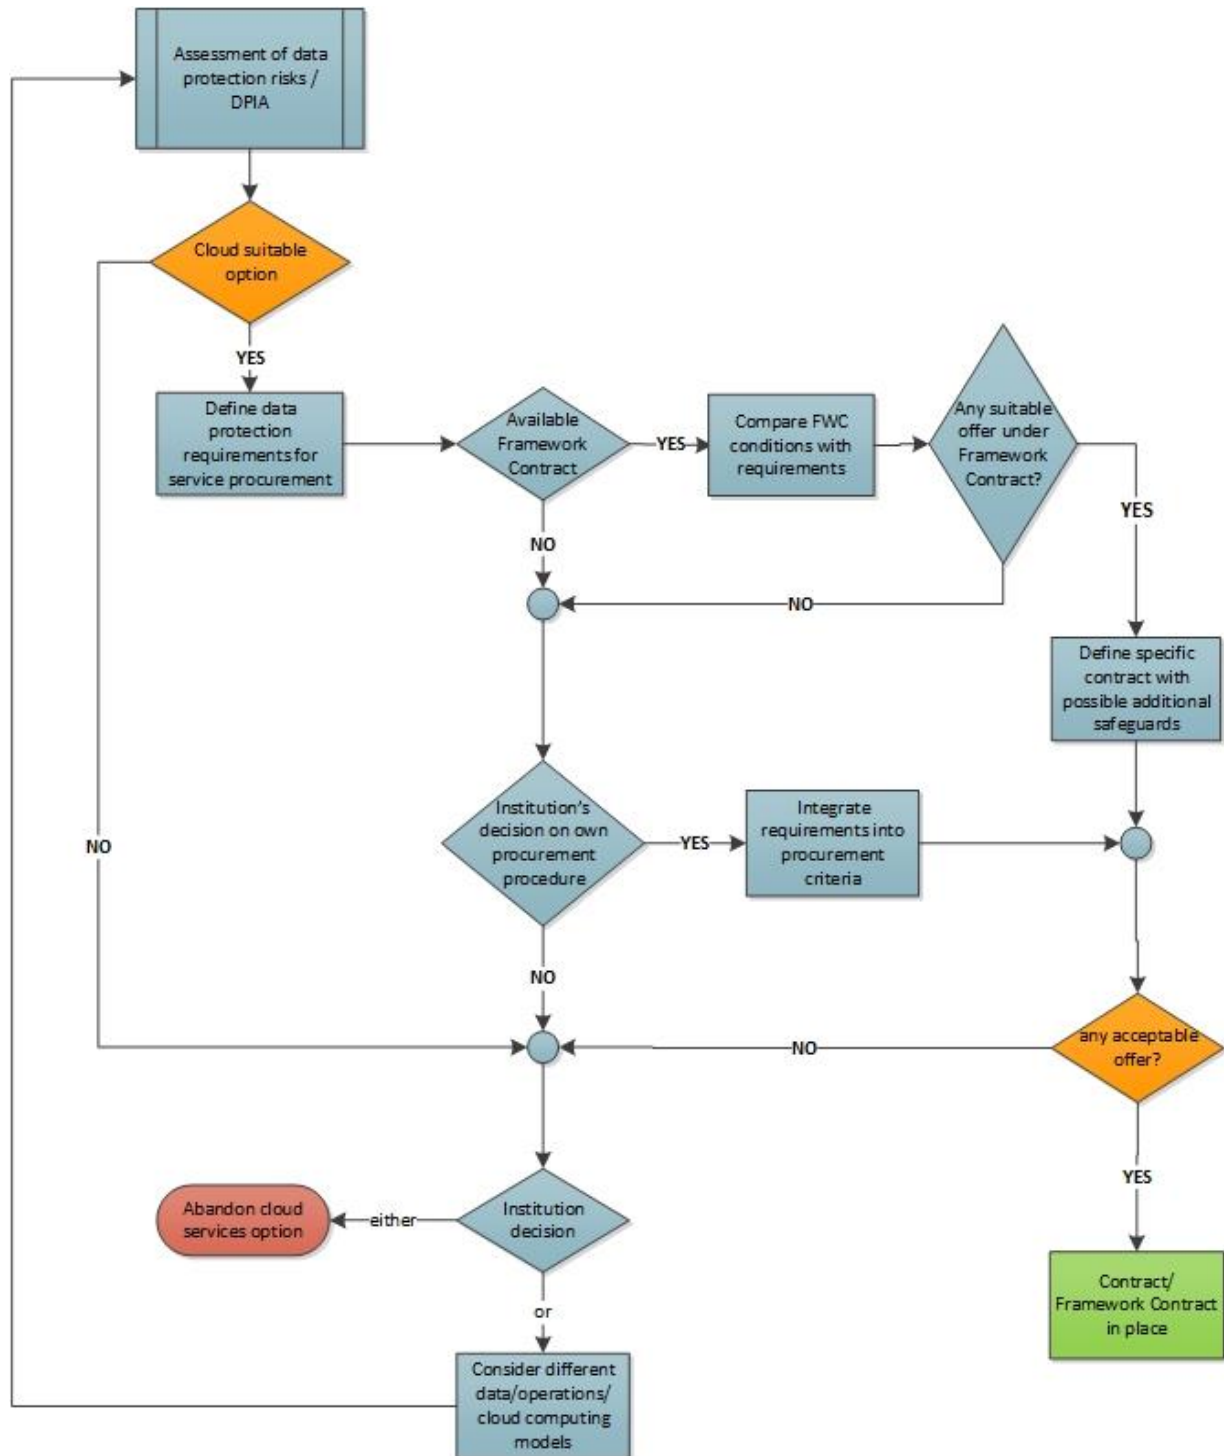 Assessment of data
protection risks /
DPIA
Cloud suitable
option
YES
NO
Define data
protection
requirements for
service procurement
Available
Framework
Contract
YES
Compare FWC
conditions with
requirements
Any suitable
offer under
Framework
Contract?
YES
NO
NO
Define specific
contract with
possible additional
safeguards
Institution's
decision on own
procurement
procedure
YES
Integrate
requirements into
procurement
criteria
NO
any acceptable
offer?
NO
YES
Institution
decision
either
Abandon cloud
services option
or
Consider different
data/operations/
cloud computing
models
Contract/
Framework Contract
in place